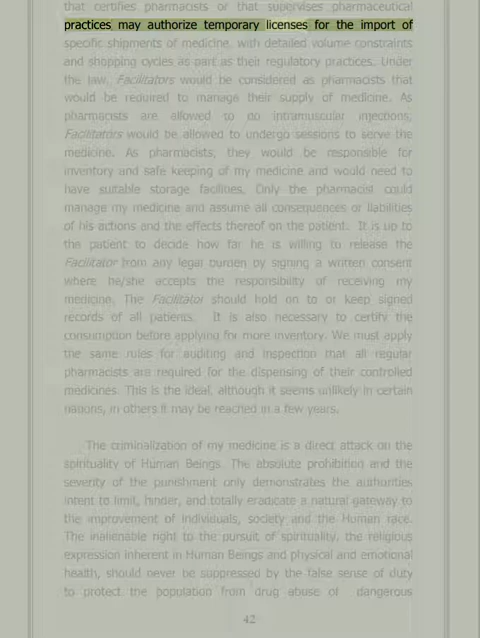 that certifies pharmacists or that supervises pharmaceutical
practices may authorize temporary licenses for the import of
specific shipments of medicine, with detailed volume constraints
and shopping cycles as part as their regulatory practices. Under
the law, Facilitators would be considered as pharmacists that
would be required to manage their supply of medicine. As
pharmacists are allowed to do intramuscular injections,
Facilitators would be allowed to undergo sessions to serve the
medicine. As pharmacists, they would be responsible for
inventory and safe keeping of my medicine and would need to
have suitable storage facilities. Only the pharmacist could
manage my medicine and assume all consequences or liabilities
of his actions and the effects thereof on the patient. It is up to
the patient to decide how far he is willing to release the
Facilitator from any legal burden by signing a written consent
where he/she accepts the responsibility of receiving my
medicine. The Facilitator should hold on to or keep signed
records of all patients. It is also necessary to certify the
consumption before applying for more inventory. We must apply
the same rules for auditing and inspection that all regular
pharmacists are required for the dispensing of their controlled
medicines. This is the ideal, although it seems unlikely in certain
nations, in others it may be reached in a few years.
The criminalization of my medicine is a direct attack on the
spirituality of Human Beings. The absolute prohibition and the
severity of the punishment only demonstrates the authorities
intent to limit, hinder, and totally eradicate a natural gateway to
the improvement of individuals, society and the Human race.
The inalienable right to the pursuit of spirituality, the religious
expression inherent in Human Beings and physical and emotional
health, should never be suppressed by the false sense of duty
to protect the population from drug abuse of dangerous
42